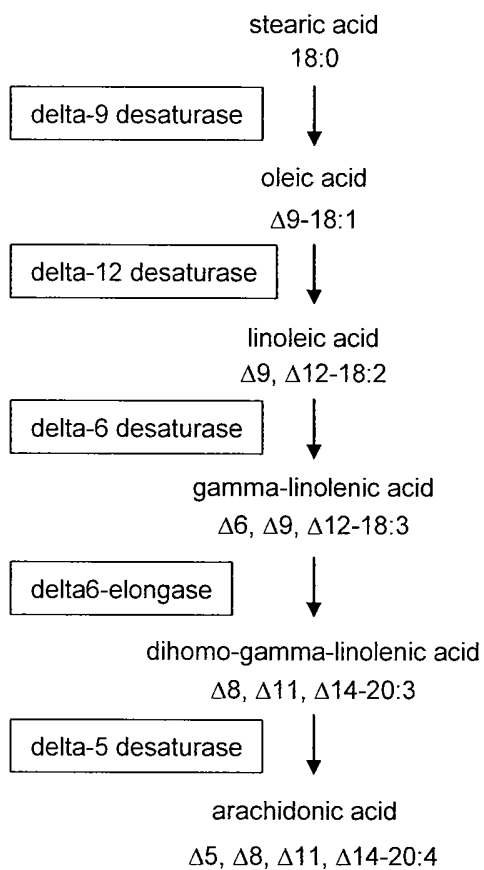 stearic acid
18:0
delta-9 desaturase
oleic acid
Δ9-18:1
delta-12 desaturase
linoleic acid
Δ9, Δ12-18:2
delta-6 desaturase
gamma-linolenic acid
Δ6, Δ9, Δ12-18:3
delta6-elongase
dihomo-gamma-linolenic acid
Δ8, Δ11, Δ14-20:3
delta-5 desaturase
arachidonic acid
Δ5, Δ8, Δ11, Δ14-20:4